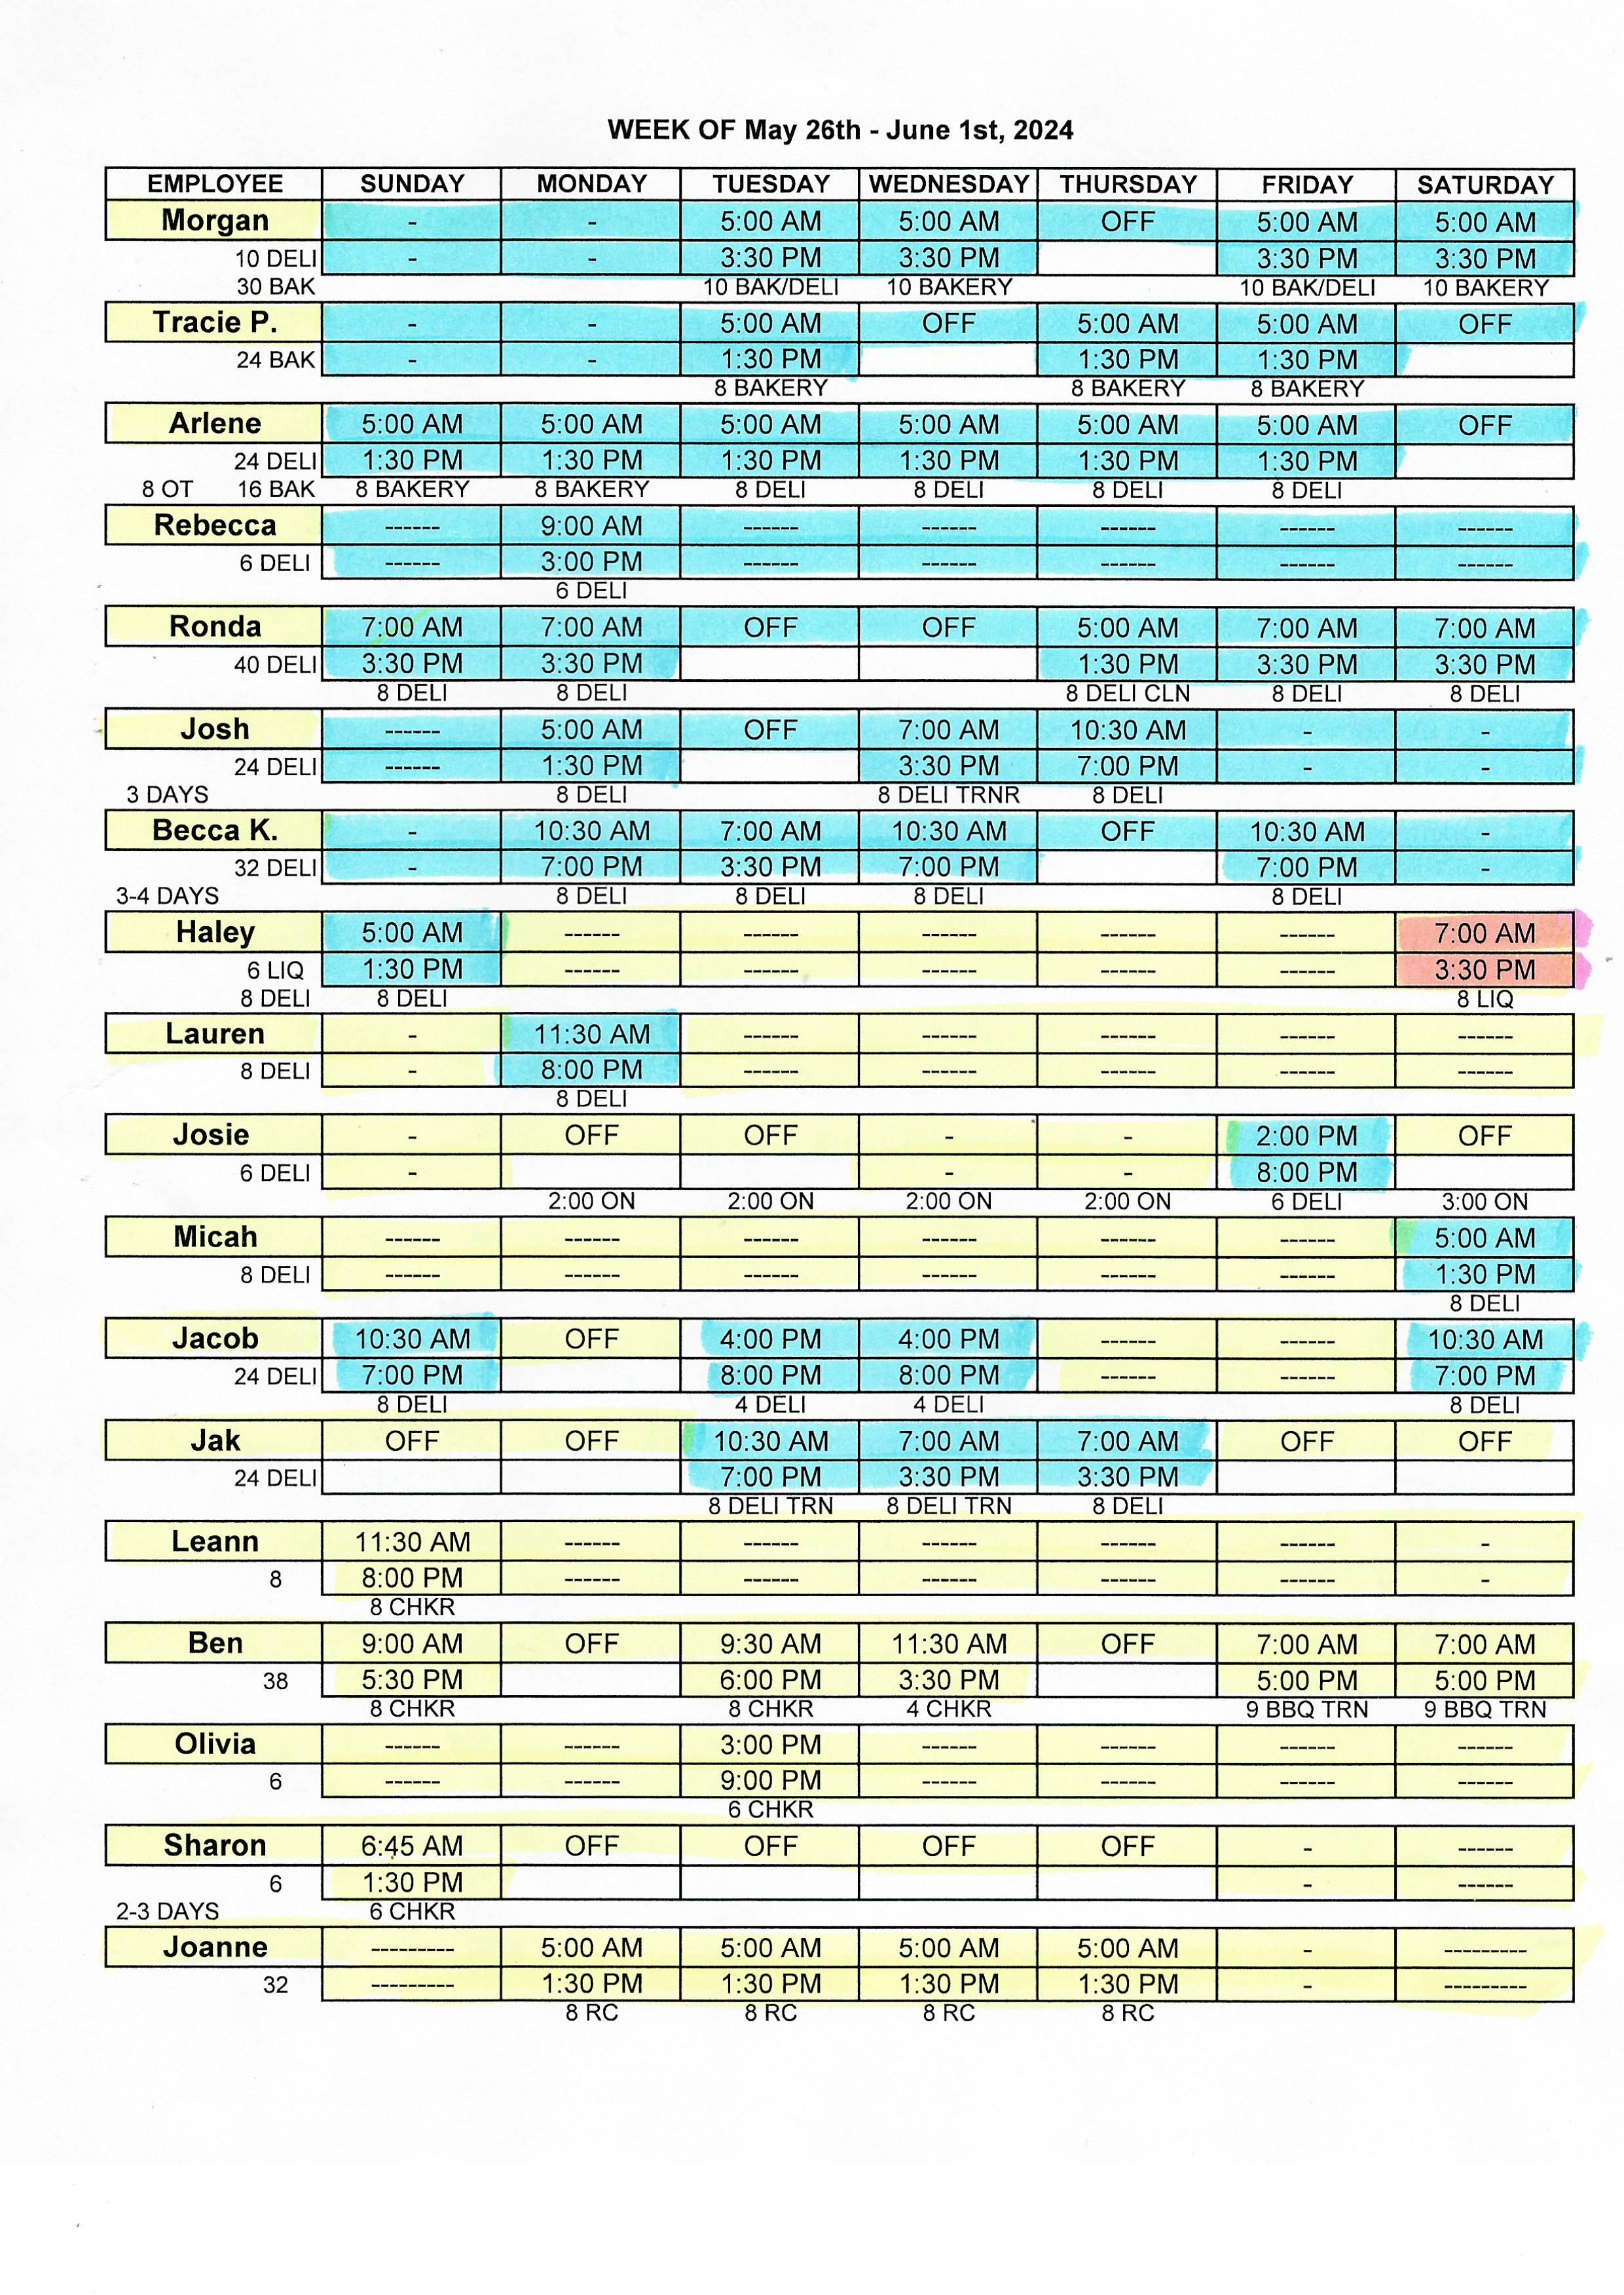 WEEK OF May 26th - June 1st, 2024
EMPLOYEE SUNDAY MONDAY TUESDAY WEDNESDAY THURSDAY FRIDAY SATURDAY
Morgan - - 5:00 AM 5:00 AM OFF 5:00 AM 5:00 AM
10 DELI - - 3:30 PM 3:30 PM 3:30 PM 3:30 PM
30 BAK 10 BAK/DELI 10 BAKERY 10 BAK/DELI 10 BAKERY
Tracie P. - - 5:00 AM OFF 5:00 AM 5:00 AM OFF
24 BAK - - 1:30 PM 1:30 PM 1:30 PM
8 BAKERY 8 BAKERY 8 BAKERY
Arlene 5:00 AM 5:00 AM 5:00 AM 5:00 AM 5:00 AM 5:00 AM OFF
24 DELI 1:30 PM 1:30 PM 1:30 PM 1:30 PM 1:30 PM 1:30 PM
8 OT 16 BAK 8 BAKERY 8 BAKERY 8 DELI 8 DELI 8 DELI 8 DELI
Rebecca ------ 9:00 AM ------ ------ ------ ------ ------
6 DELI ------ 3:00 PM ------ ------ ------ ------ ------
6 DELI
Ronda 7:00 AM 7:00 AM OFF OFF 5:00 AM 7:00 AM 7:00 AM
40 DELI 3:30 PM 3:30 PM 1:30 PM 3:30 PM 3:30 PM
8 DELI 8 DELI 8 DELI CLN 8 DELI 8 DELI
Josh ------ 5:00 AM OFF 7:00 AM 10:30 AM - -
24 DELI ------ 1:30 PM 3:30 PM 7:00 PM - -
3 DAYS 8 DELI 8 DELI TRNR 8 DELI
Becca K. - 10:30 AM 7:00 AM 10:30 AM OFF 10:30 AM -
32 DELI - 7:00 PM 3:30 PM 7:00 PM 7:00 PM -
3-4 DAYS 8 DELI 8 DELI 8 DELI 8 DELI
Haley 5:00 AM ------ ------ ------ ------ ------ 7:00 AM
6 LIQ 1:30 PM ------ ------ ------ ------ ------ 3:30 PM
8 DELI 8 DELI 8 LIQ
Lauren - 11:30 AM ------ ------ ------ ------ ------
8 DELI - 8:00 PM ------ ------ ------ ------ ------
8 DELI
Josie - OFF OFF - - 2:00 PM OFF
6 DELI - - - 8:00 PM
2:00 ON 2:00 ON 2:00 ON 2:00 ON 6 DELI 3:00 ON
Micah ------ ------ ------ ------ ------ ------ 5:00 AM
8 DELI ------ ------ ------ ------ ------ ------ 1:30 PM
8 DELI
Jacob 10:30 AM OFF 4:00 PM 4:00 PM ------ ------ 10:30 AM
24 DELI 7:00 PM 8:00 PM 8:00 PM ------ ------ 7:00 PM
8 DELI 4 DELI 4 DELI 8 DELI
Jak OFF OFF 10:30 AM 7:00 AM 7:00 AM OFF OFF
24 DELI 7:00 PM 3:30 PM 3:30 PM
8 DELI TRN 8 DELI TRN 8 DELI
Leann 11:30 AM ------ ------ ------ ------ ------ -
8 8:00 PM ------ ------ ------ ------ ------ -
8 CHKR
Ben 9:00 AM OFF 9:30 AM 11:30 AM OFF 7:00 AM 7:00 AM
38 5:30 PM 6:00 PM 3:30 PM 5:00 PM 5:00 PM
8 CHKR 8 CHKR 4 CHKR 9 BBQ TRN 9 BBQ TRN
Olivia ------ ------ 3:00 PM ------ ------ ------ ------
6 ------ ------ 9:00 PM ------ ------ ------ ------
6 CHKR
Sharon 6:45 AM OFF OFF OFF OFF - ------
6 1:30 PM - ------
2-3 DAYS 6 CHKR
Joanne --------- 5:00 AM 5:00 AM 5:00 AM 5:00 AM - ---------
32 --------- 1:30 PM 1:30 PM 1:30 PM 1:30 PM - ---------
8 RC 8 RC 8 RC 8 RC